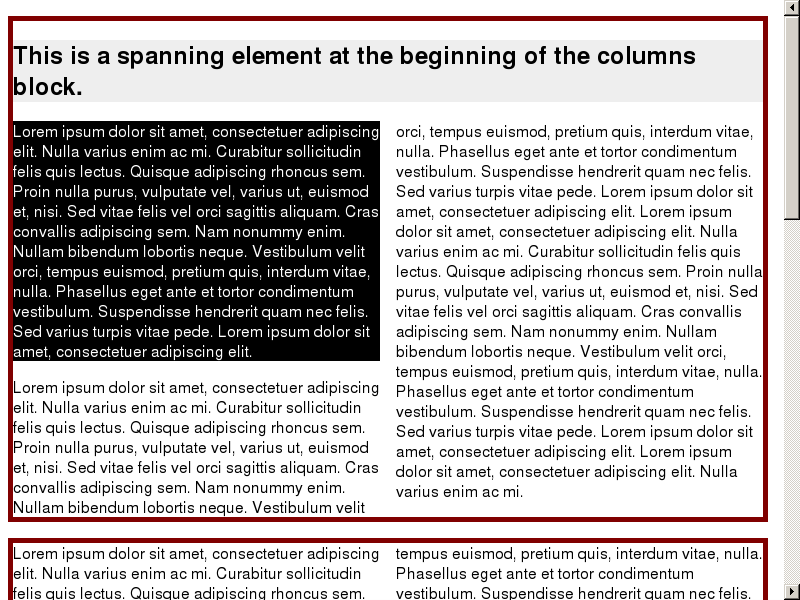 This is a spanning element at the beginning of the columns
block.
Lorem ipsum dolor sit amet, consectetuer adipiscing
elit. Nulla varius enim ac mi. Curabitur sollicitudin
felis quis lectus. Quisque adipiscing rhoncus sem.
Proin nulla purus, vulputate vel, varius ut, euismod
et, nisi. Sed vitae felis vel orci sagittis aliquam. Cras
convallis adipiscing sem. Nam nonummy enim.
Nullam bibendum lobortis neque. Vestibulum velit
orci, tempus euismod, pretium quis, interdum vitae,
nulla. Phasellus eget ante et tortor condimentum
vestibulum. Suspendisse hendrerit quam nec felis.
Sed varius turpis vitae pede. Lorem ipsum dolor sit
amet, consectetuer adipiscing elit.
Lorem ipsum dolor sit amet, consectetuer adipiscing
elit. Nulla varius enim ac mi. Curabitur sollicitudin
felis quis lectus. Quisque adipiscing rhoncus sem.
Proin nulla purus, vulputate vel, varius ut, euismod
et, nisi. Sed vitae felis vel orci sagittis aliquam. Cras
convallis adipiscing sem. Nam nonummy enim.
Nullam bibendum lobortis neque. Vestibulum velit
orci, tempus euismod, pretium quis, interdum vitae,
nulla. Phasellus eget ante et tortor condimentum
vestibulum. Suspendisse hendrerit quam nec felis.
Sed varius turpis vitae pede. Lorem ipsum dolor sit
amet, consectetuer adipiscing elit. Lorem ipsum
dolor sit amet, consectetuer adipiscing elit. Nulla
varius enim ac mi. Curabitur sollicitudin felis quis
lectus. Quisque adipiscing rhoncus sem. Proin nulla
purus, vulputate vel, varius ut, euismod et, nisi. Sed
vitae felis vel orci sagittis aliquam. Cras convallis
adipiscing sem. Nam nonummy enim. Nullam
bibendum lobortis neque. Vestibulum velit orci,
tempus euismod, pretium quis, interdum vitae, nulla.
Phasellus eget ante et tortor condimentum
vestibulum. Suspendisse hendrerit quam nec felis.
Sed varius turpis vitae pede. Lorem ipsum dolor sit
amet, consectetuer adipiscing elit. Lorem ipsum
dolor sit amet, consectetuer adipiscing elit. Nulla
varius enim ac mi.
Lorem ipsum dolor sit amet, consectetuer adipiscing
elit. Nulla varius enim ac mi. Curabitur sollicitudin
felis quis lectus. Quisque adipiscing rhoncus sem.
tempus euismod, pretium quis, interdum vitae, nulla.
Phasellus eget ante et tortor condimentum
vestibulum. Suspendisse hendrerit quam nec felis.